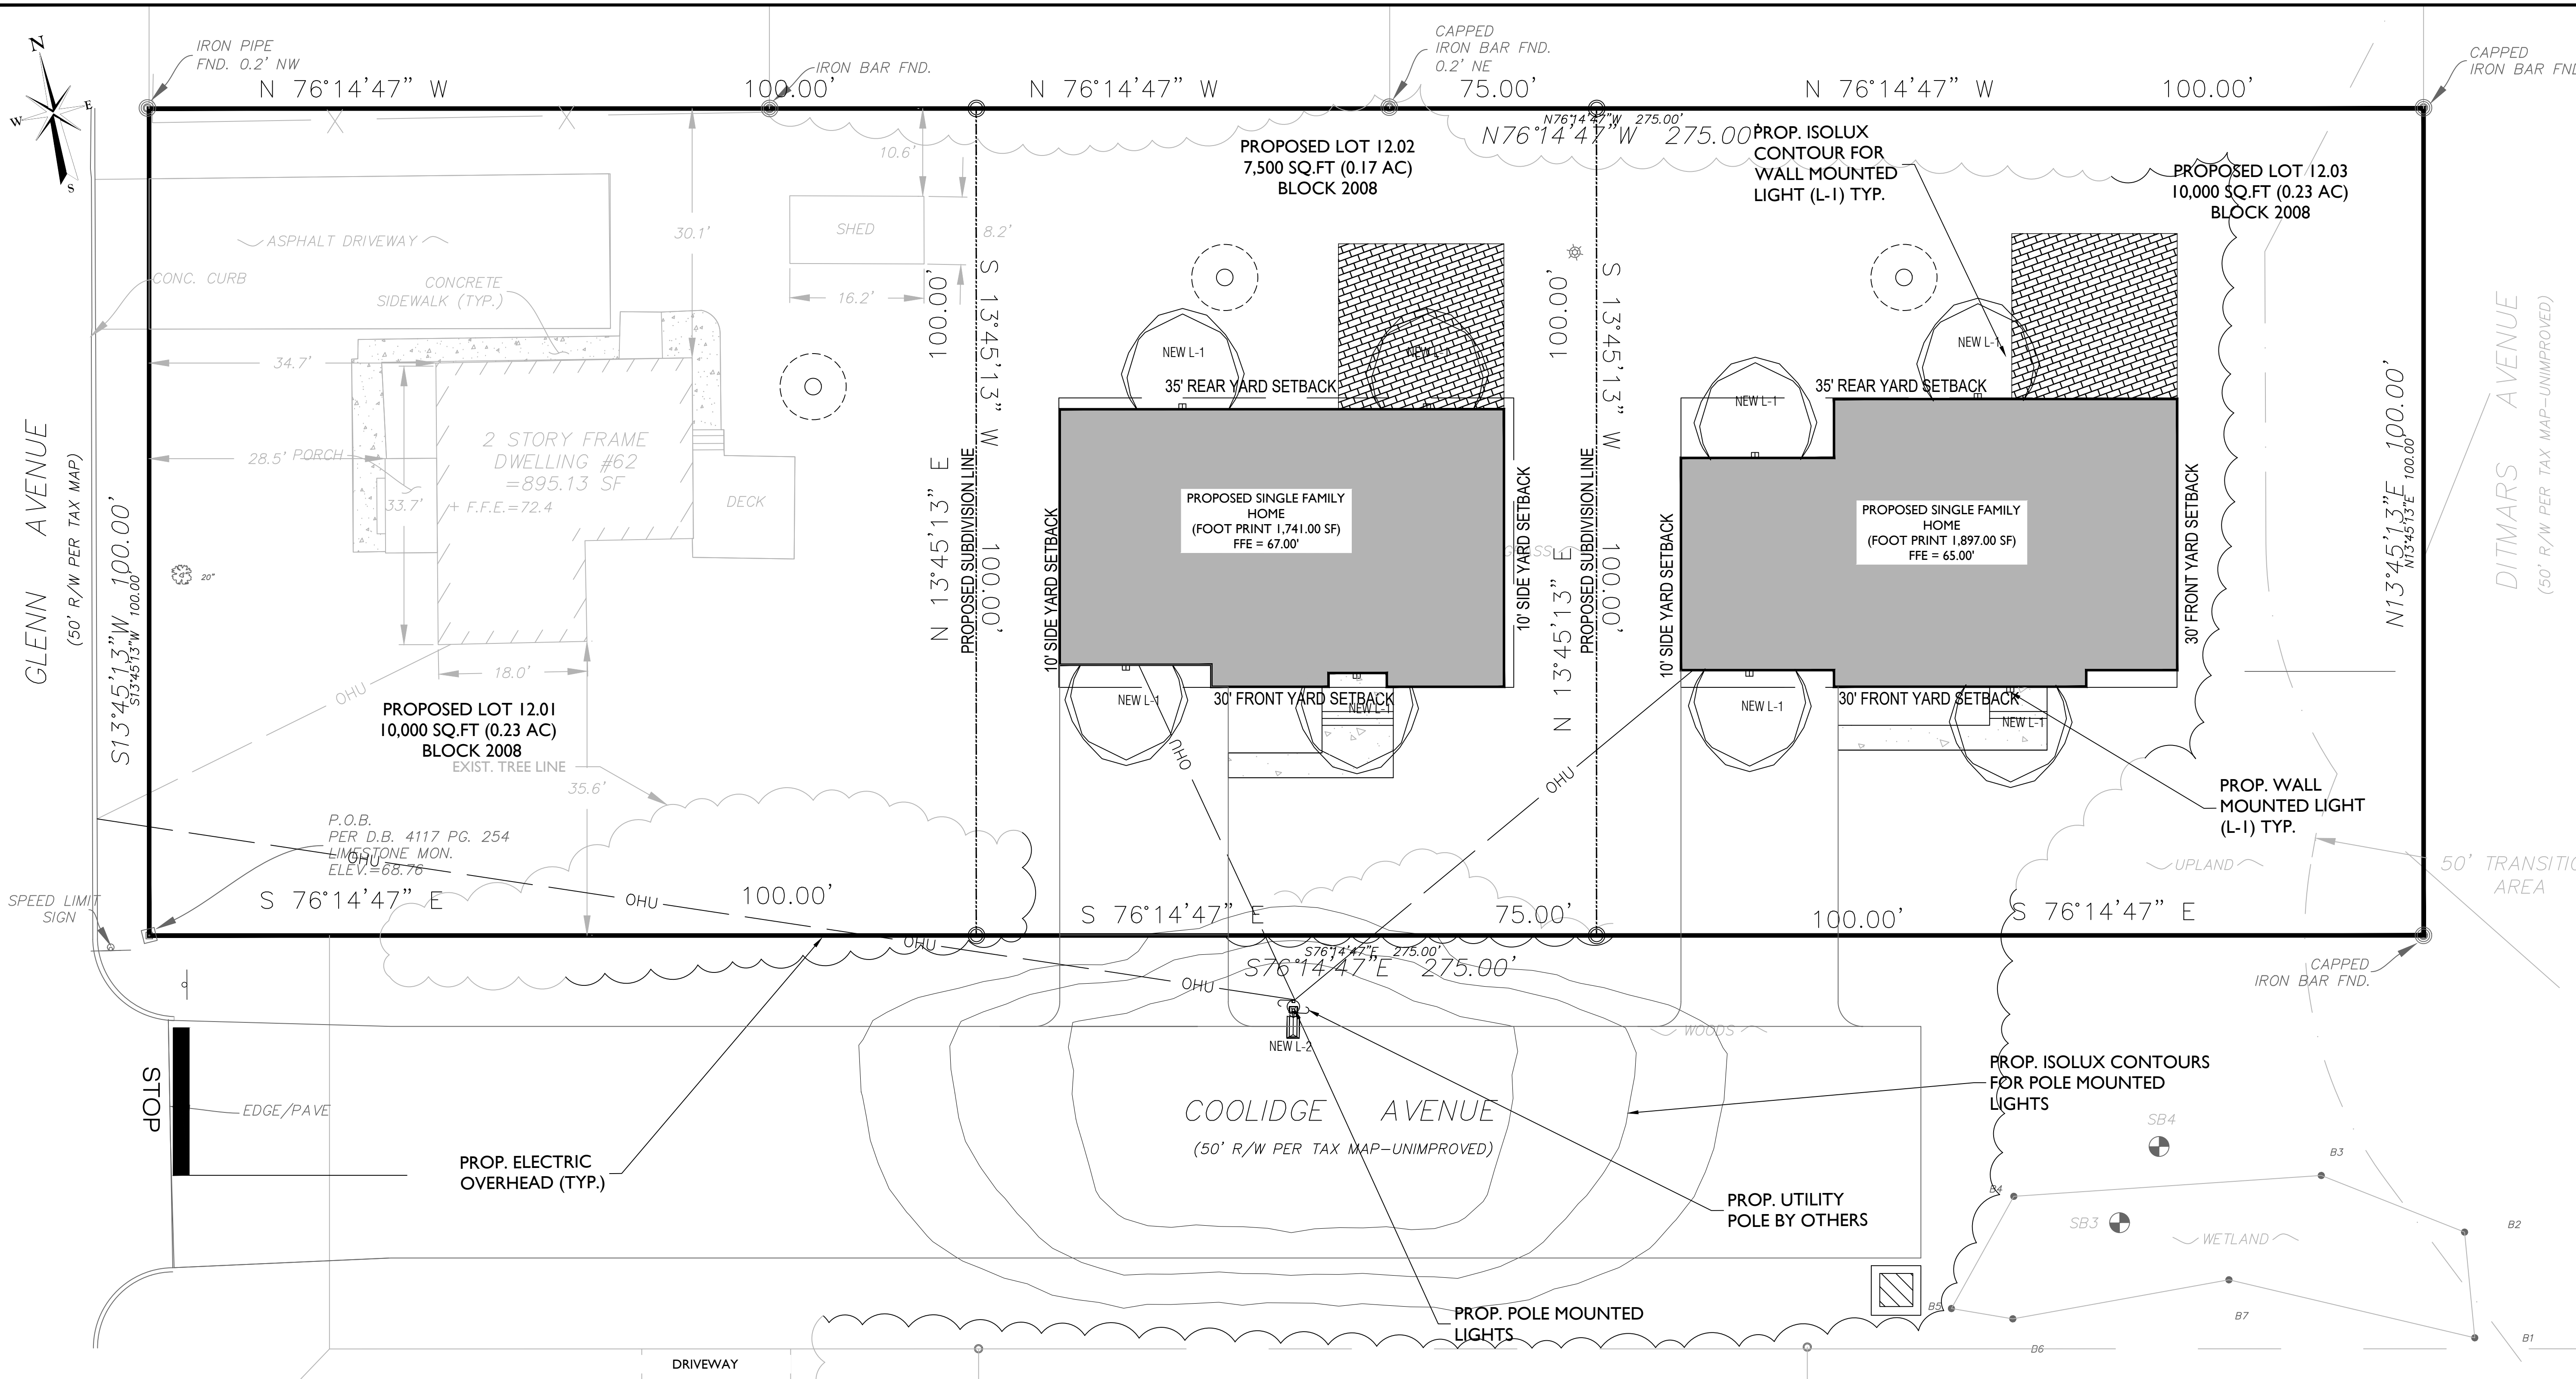 N
E
W
S
IRON PIPE
FND. 0.2' NW
N 76°14'47" W
100.00'
IRON BAR FND.
N 76°14'47" W
CAPPED
IRON BAR FND.
0.2' NE
75.00'
N 76°14'47" W
100.00'
CAPPED
N76°14'47"W 275.00'
N76°14'47"W 275.00'
PROP. ISOLUX
CONTOUR FOR
WALL MOUNTED
LIGHT (L-1) TYP.
PROPOSED LOT 12.02
7,500 SQ.FT (0.17 AC)
BLOCK 2008
PROPOSED LOT 12.03
10,000 SQ.FT (0.23 AC)
BLOCK 2008
10.6'
30.1'
SHED
8.2'
16.2'
ASPHALT DRIVEWAY
CONC. CURB
CONCRETE
SIDEWALK (TYP.)
34.7'
28.5'
PORCH
33.7'
2 STORY FRAME
DWELLING #62
=895.13 SF
+ F.F.E.=72.4
DECK
18.0'
20"
GLENN AVENUE
(50' R/W PER TAX MAP)
S13°45'13"W 100.00'
S13°45'13"W 100.00'
N 13°45'13" E
100.00'
PROPOSED SUBDIVISION LINE
S 13°45'13" W
100.00'
NEW L-1
NEW L-1
35' REAR YARD SETBACK
10' SIDE YARD SETBACK
PROPOSED SINGLE FAMILY
HOME
(FOOT PRINT 1,741.00 SF)
FFE = 67.00'
10' SIDE YARD SETBACK
NEW L-1
30' FRONT YARD SETBACK
NEW L-1
N 13°45'13" E
100.00'
PROPOSED SUBDIVISION LINE
S 13°45'13" W
100.00'
NEW L-1
NEW L-1
35' REAR YARD SETBACK
10' SIDE YARD SETBACK
PROPOSED SINGLE FAMILY
HOME
(FOOT PRINT 1,897.00 SF)
FFE = 65.00'
30' FRONT YARD SETBACK
NEW L-1
30' FRONT YARD SETBACK
NEW L-1
N13°45'13"E 100.00'
N13°45'13"E 100.00'
DITMARS AVENUE
(50' R/W PER TAX MAP-UNIMPROVED)
OHU
PROPOSED LOT 12.01
10,000 SQ.FT (0.23 AC)
BLOCK 2008
EXIST. TREE LINE
35.6'
P.O.B.
PER D.B. 4117 PG. 254
LIMESTONE MON.
ELEV.=68.76
OHU
OHU
OHU
PROP. WALL
MOUNTED LIGHT
(L-1) TYP.
UPLAND
AREA
SPEED LIMIT
SIGN
S 76°14'47" E
100.00'
OHU
S 76°14'47" E
75.00'
100.00'
S 76°14'47" E
OHU
S76°14'47"E 275.00'
S76°14'47"E 275.00'
OHU
CAPPED
IRON BAR FND.
NEW L-2
WOODS
STOP
EDGE/PAVE
PROP. ELECTRIC
OVERHEAD (TYP.)
COOLIDGE AVENUE
(50' R/W PER TAX MAP-UNIMPROVED)
PROP. ISOLUX CONTOURS
FOR POLE MOUNTED
LIGHTS
PROP. UTILITY
POLE BY OTHERS
PROP. POLE MOUNTED
LIGHTS
SB4
B3
B4
SB3
B2
WETLAND
B5
B7
B1
B6
DRIVEWAY